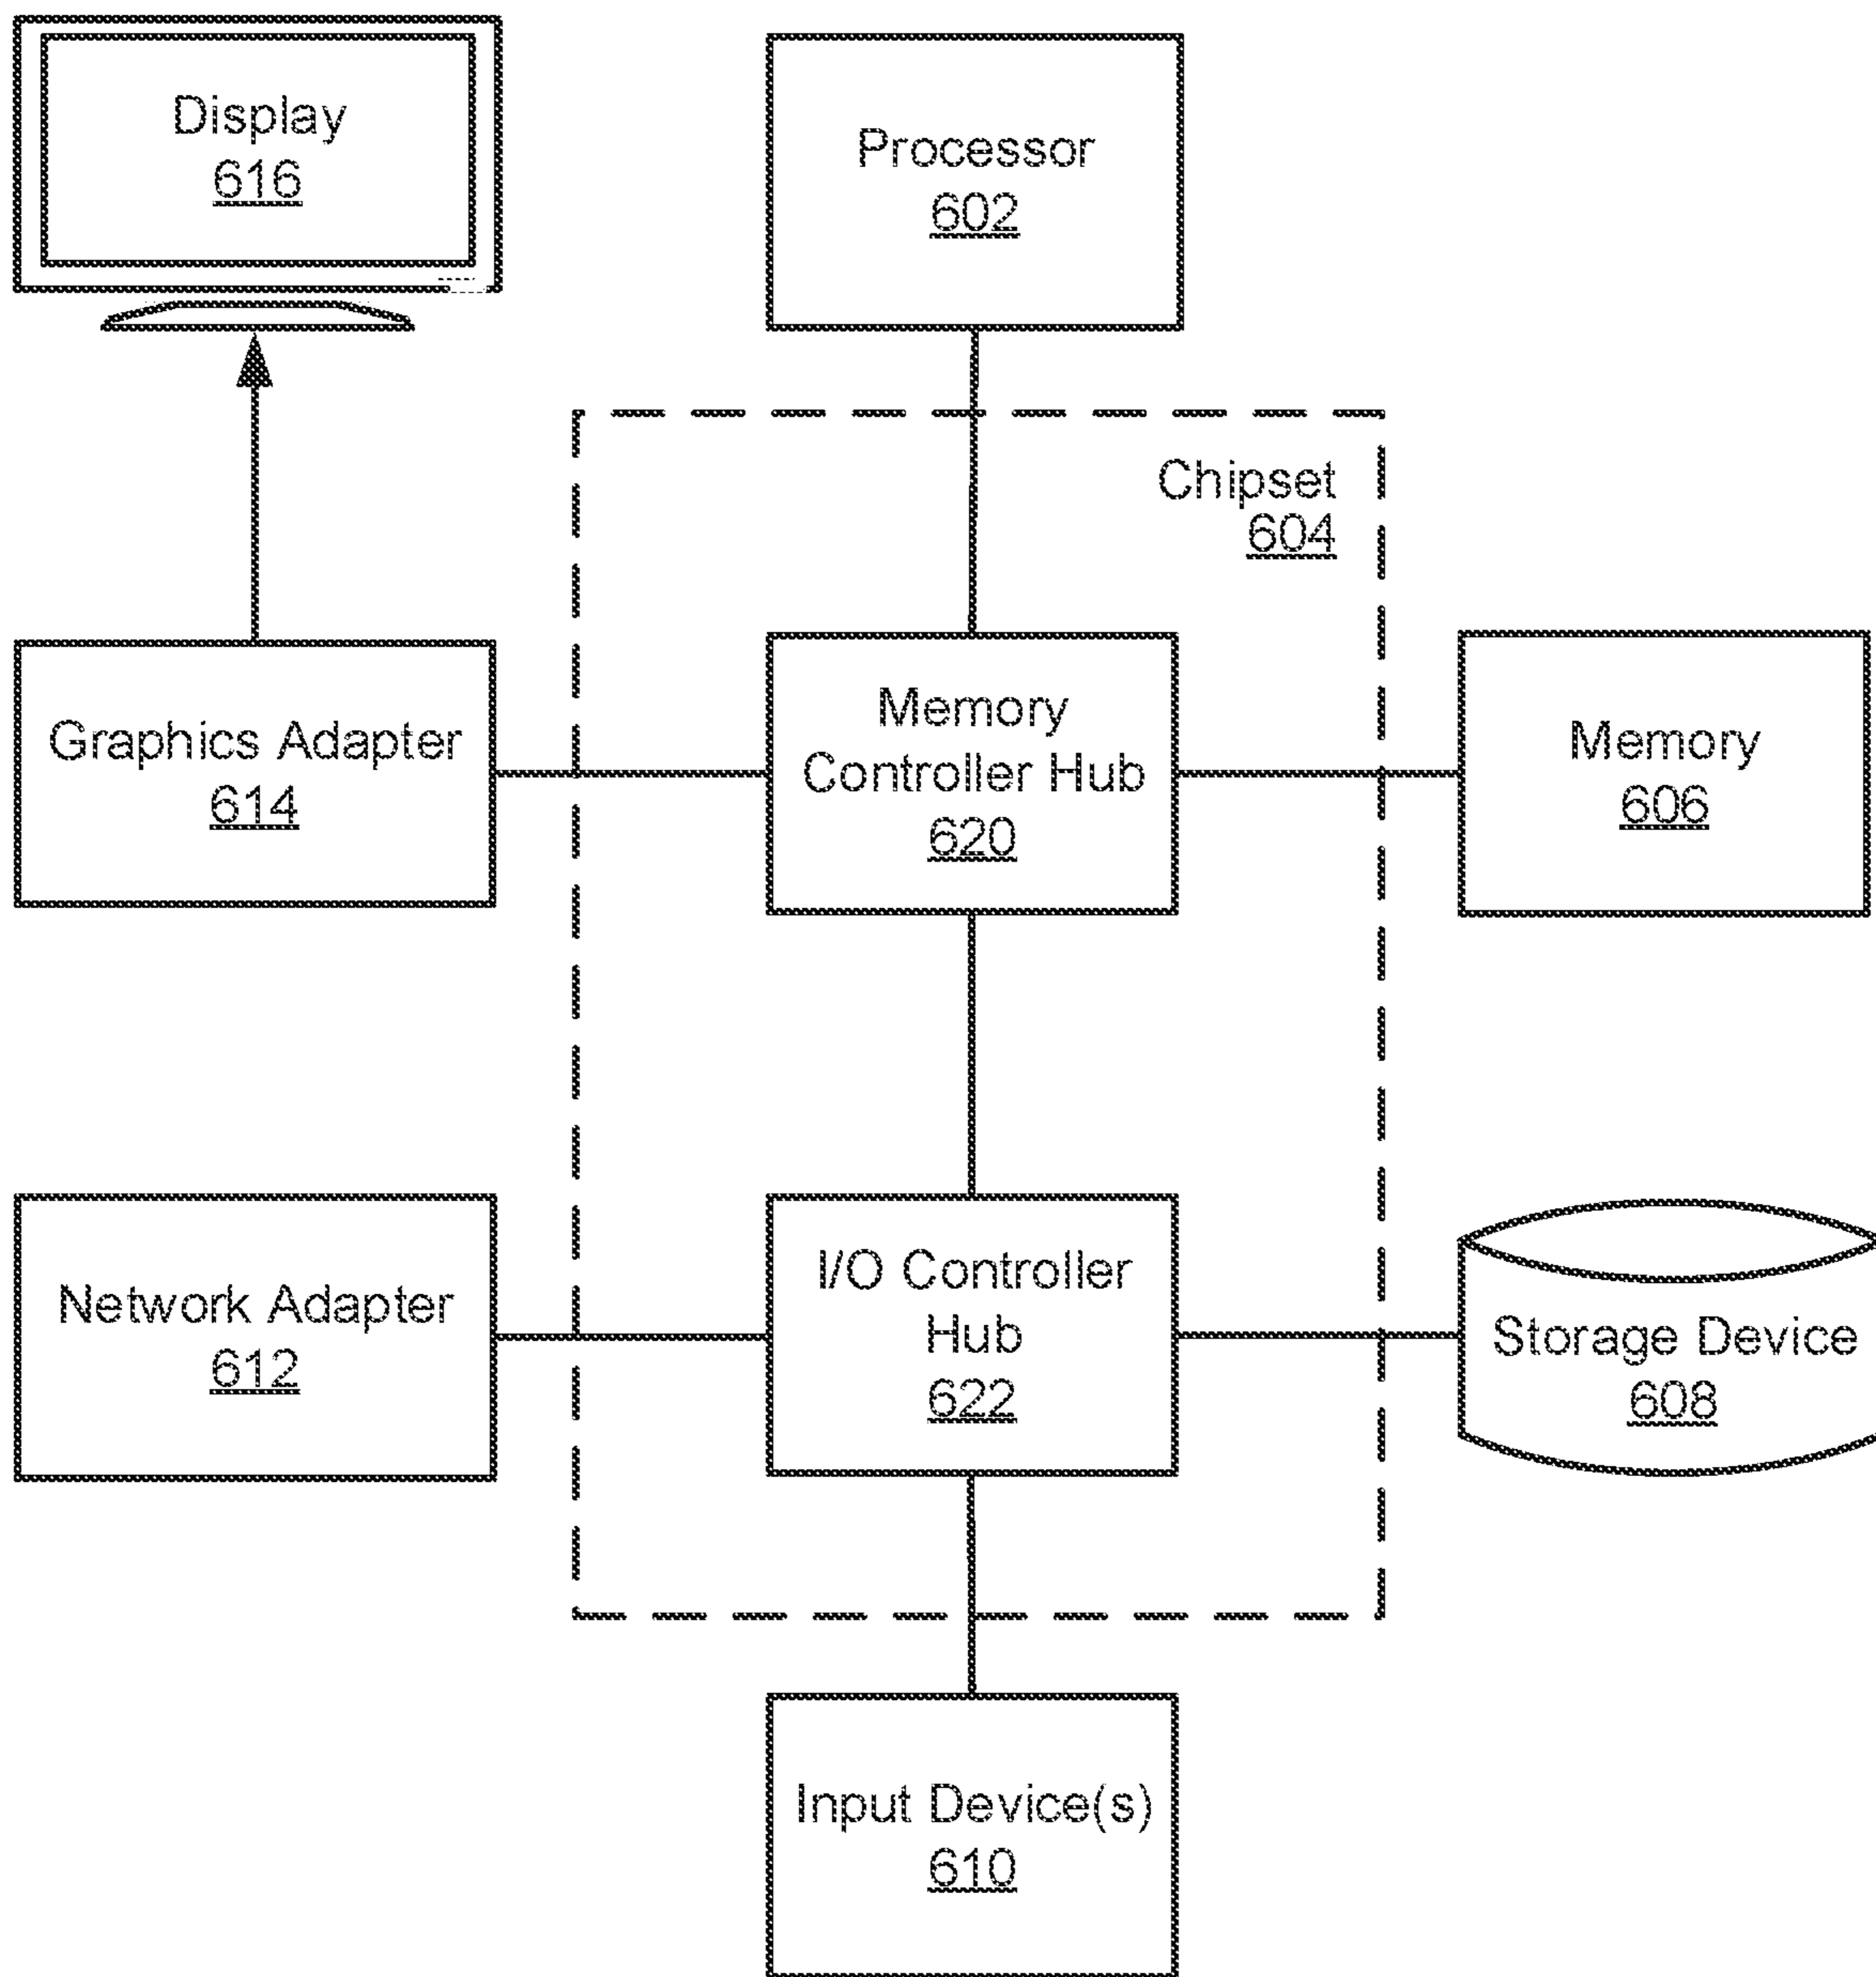 Display
616
Processor
602
Chipset
604
Graphics Adapter
614
Memory
Controller Hub
620
Memory
606
Network Adapter
612
I/O Controller
Hub
622
Storage Device
608
Input Device(s)
610